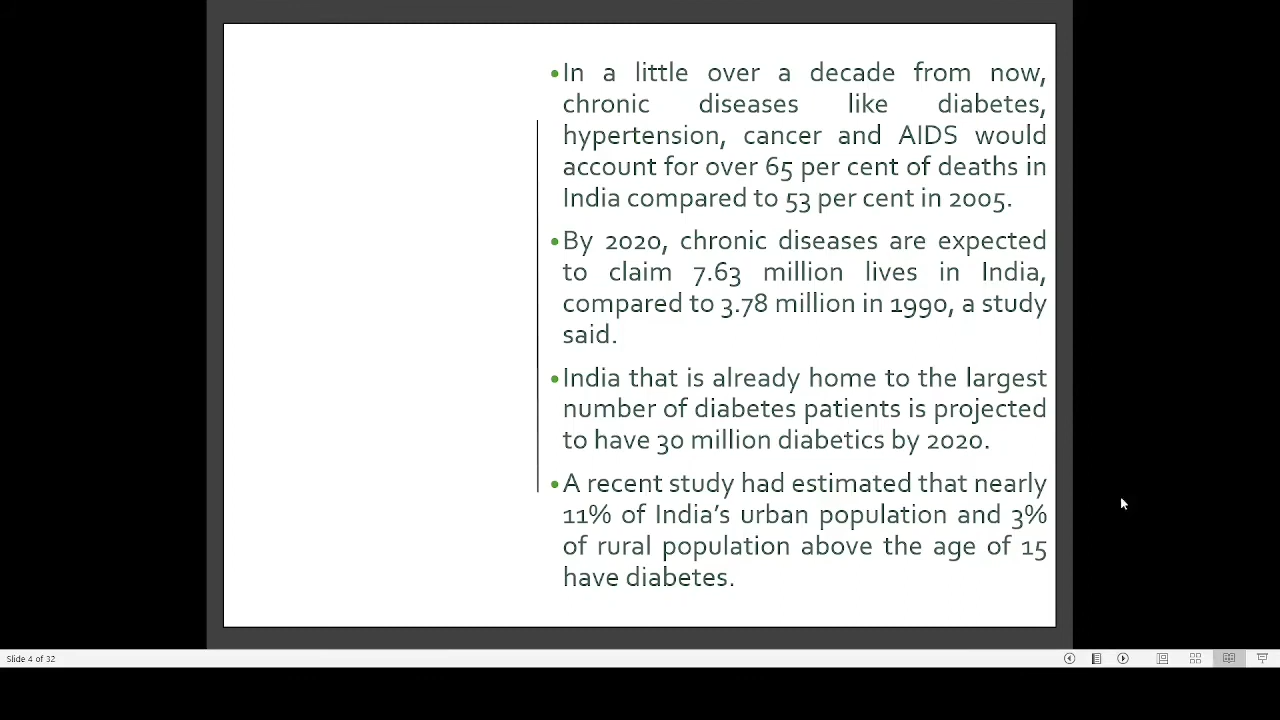 •In a little over a decade from now,
chronic diseases like diabetes,
hypertension, cancer and AIDS would
account for over 65 per cent of deaths in
India compared to 53 per cent in 2005.
•By 2020, chronic diseases are expected
to claim 7.63 million lives in India,
compared to 3.78 million in 1990, a study
said.
•India that is already home to the largest
number of diabetes patients is projected
to have 30 million diabetics by 2020.
•A recent study had estimated that nearly
11% of India’s urban population and 3%
of rural population above the age of 15
have diabetes.
Slide 4 of 32